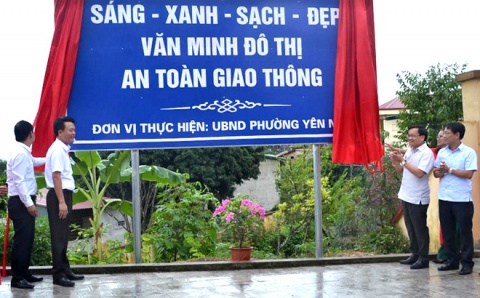 SÁNG - XANH - SẠCH - ĐẸP
VĂN MINH ĐÔ THỊ
AN TOÀN GIAO THÔNG
ĐƠN VỊ THỰC HIỆN: UBND PHƯỜNG YÊN N